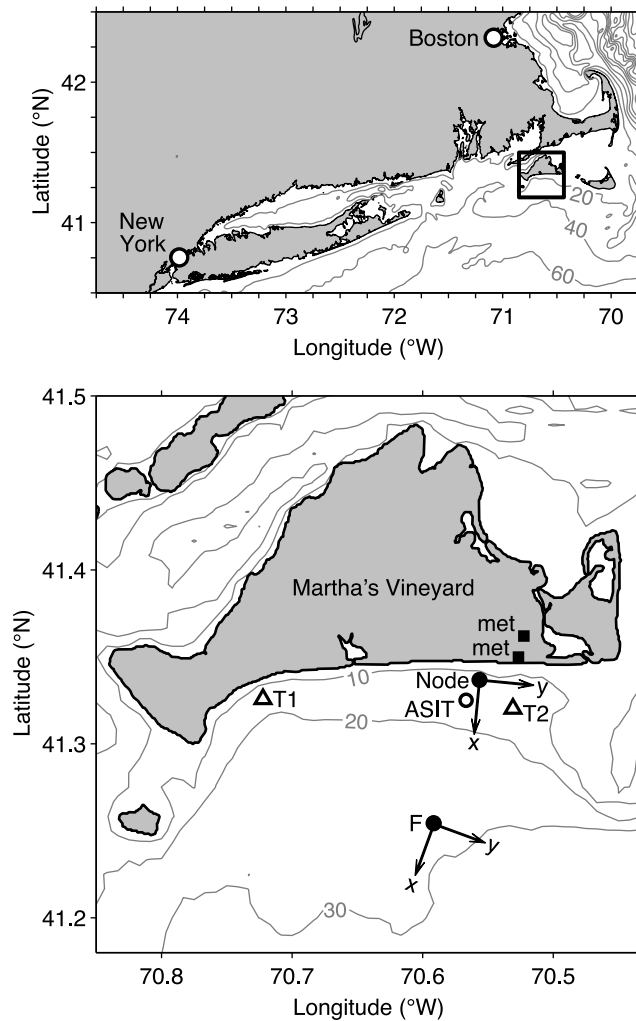 Boston
42
Latitude (°N)
20
41
40
New
York
60
74
73
72
71
70
Longitude (°W)
41.5
41.4
Martha's Vineyard
met
met
10
Node
y
T1
ASIT
T2
20
x
41.3
Latitude (°N)
F
y
x
30
41.2
70.8
70.7
70.6
70.5
Longitude (°W)